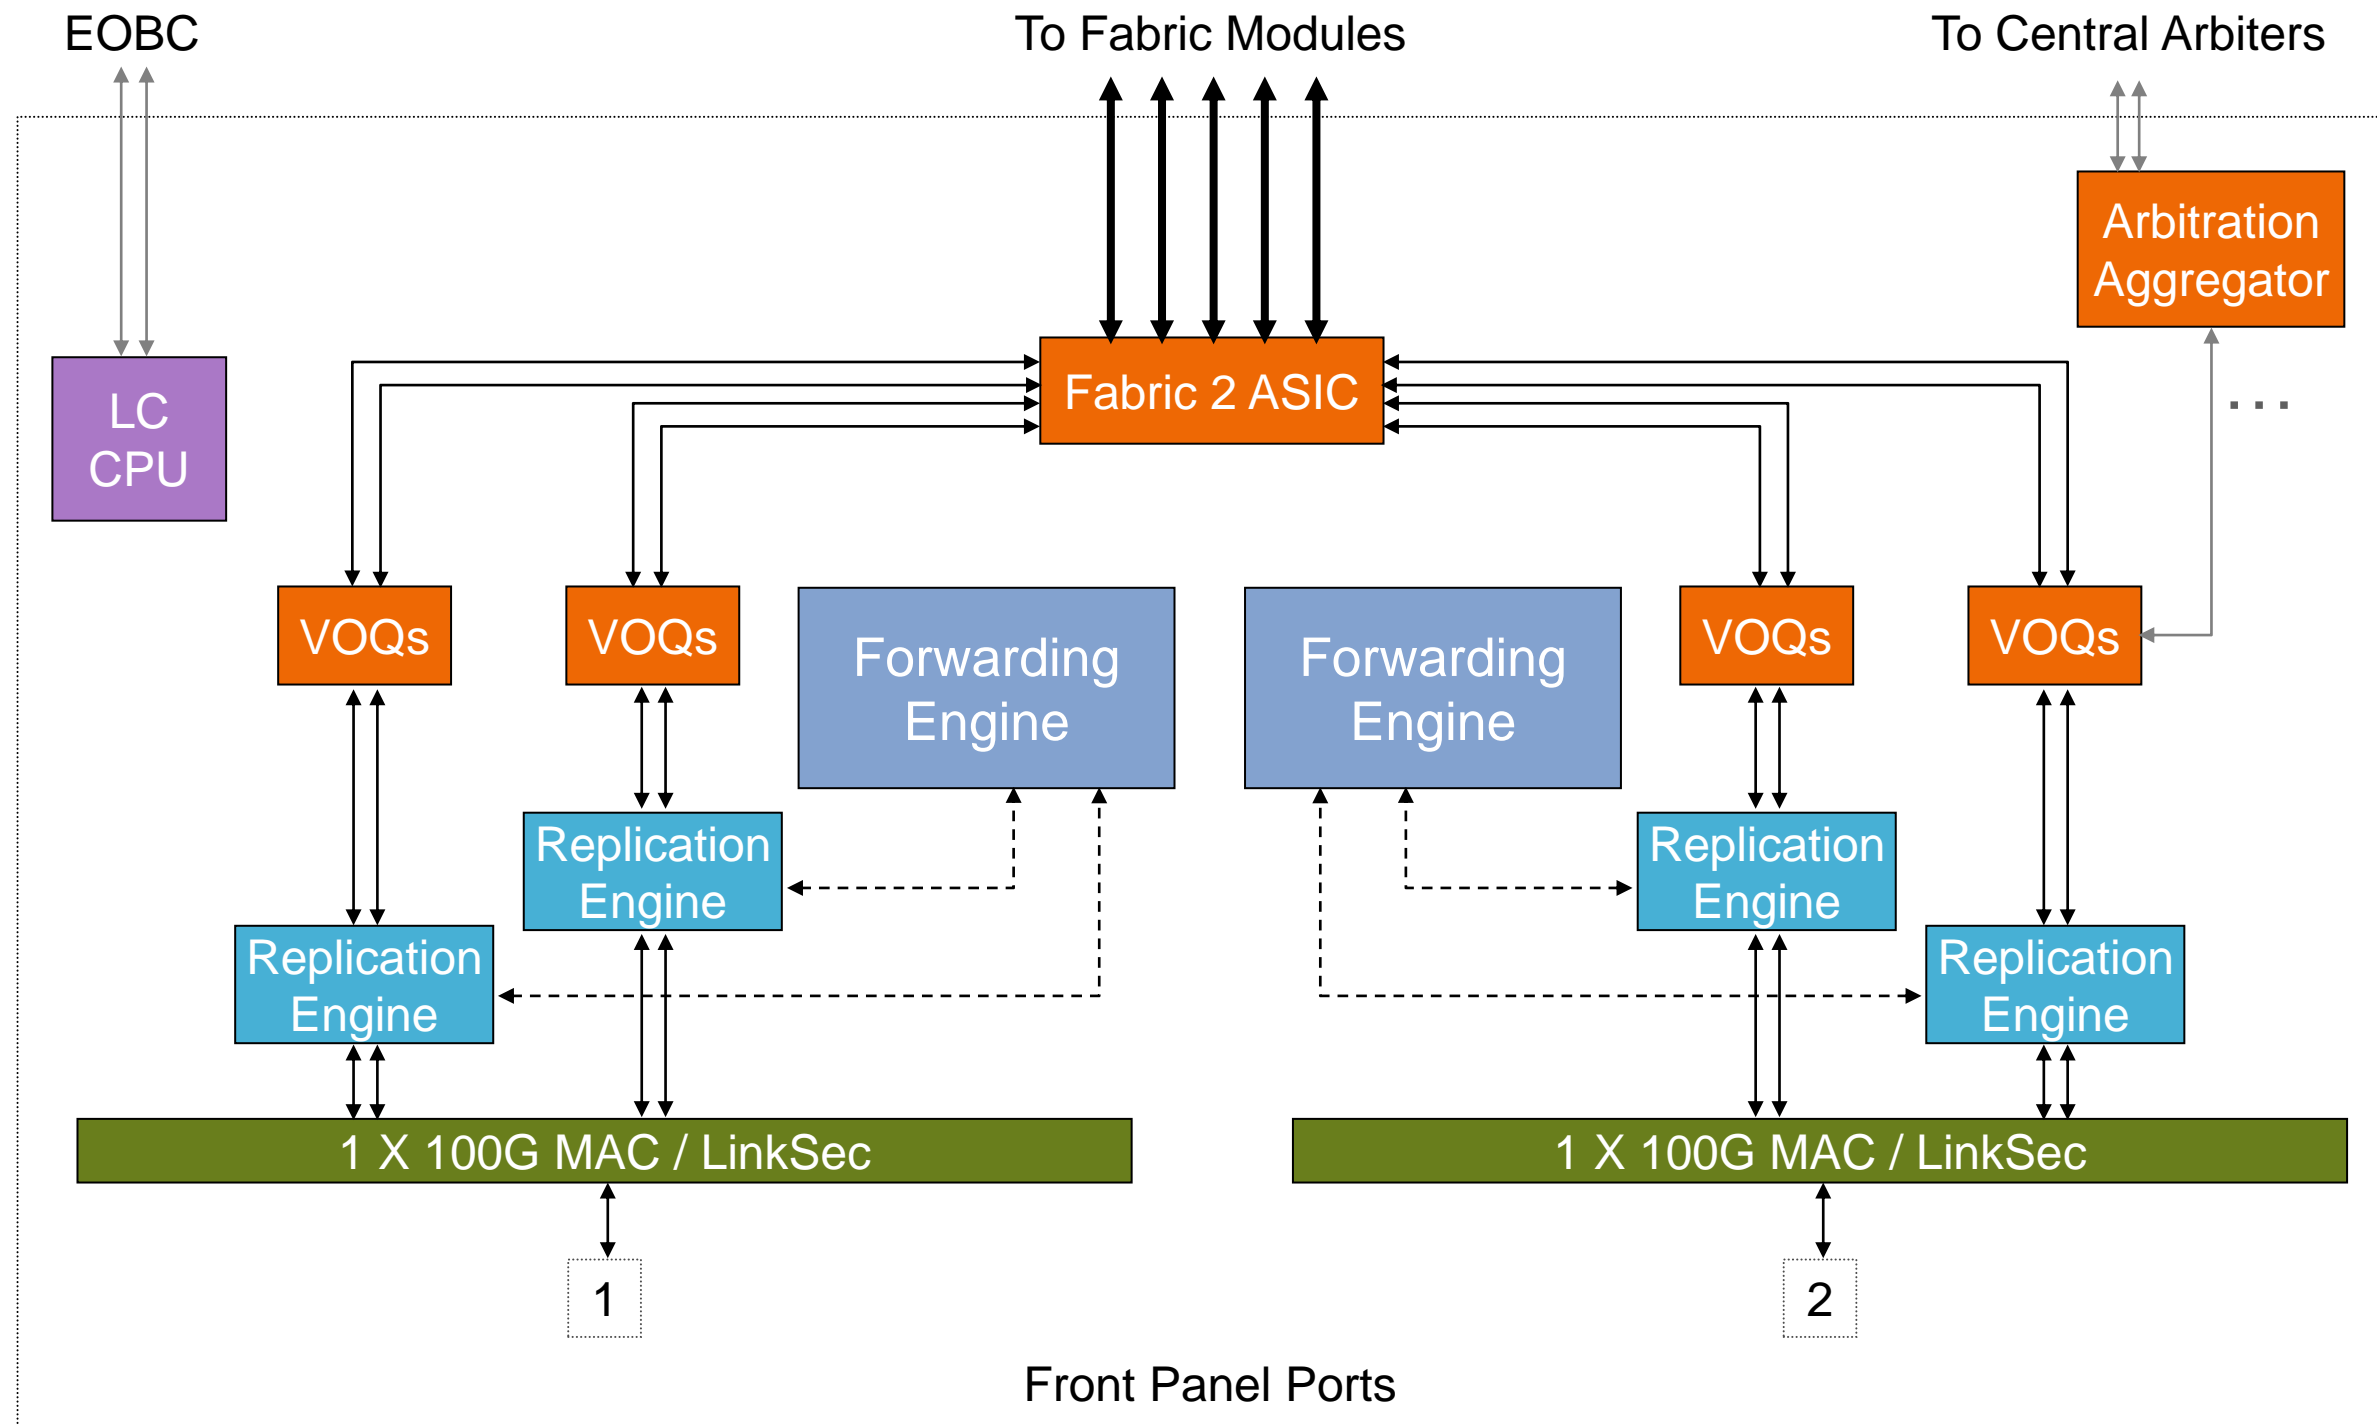 EOBC
To Fabric Modules
To Central Arbiters
Arbitration
Aggregator
Fabric 2 ASIC
LC
CPU
. . .
VOQs
VOQs
Forwarding
Engine
Forwarding
Engine
VOQs
VOQs
Replication
Engine
Replication
Engine
Replication
Engine
Replication
Engine
1 X 100G MAC / LinkSec
1 X 100G MAC / LinkSec
1
2
Front Panel Ports